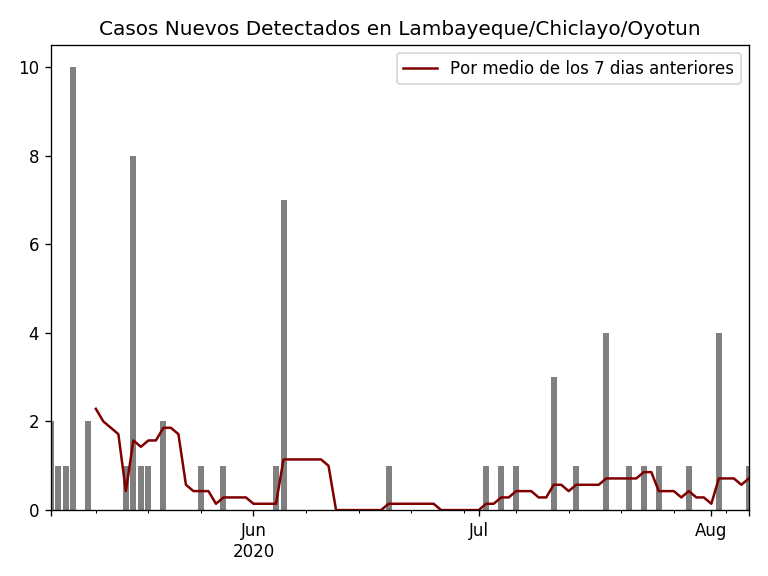 Casos Nuevos Detectados en Lambayeque/Chiclayo/Oyotun
Por medio de los 7 dias anteriores
10
8
6
4
2
0
Jun
2020
Jul
Aug